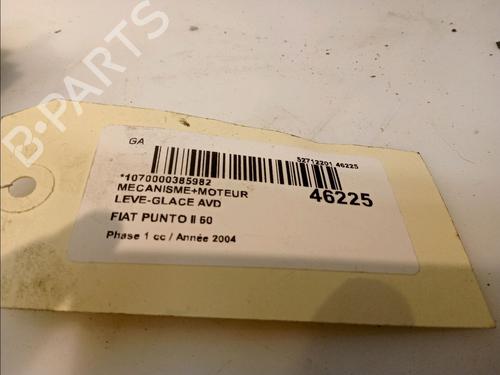 B-PARTS
GA
52712201 46225
*1070000385982
46225
MECANISME+MOTEUR
LEVE-GLACE AVD
FIAT PUNTO II 60
Phase 1 cc / Année 2004